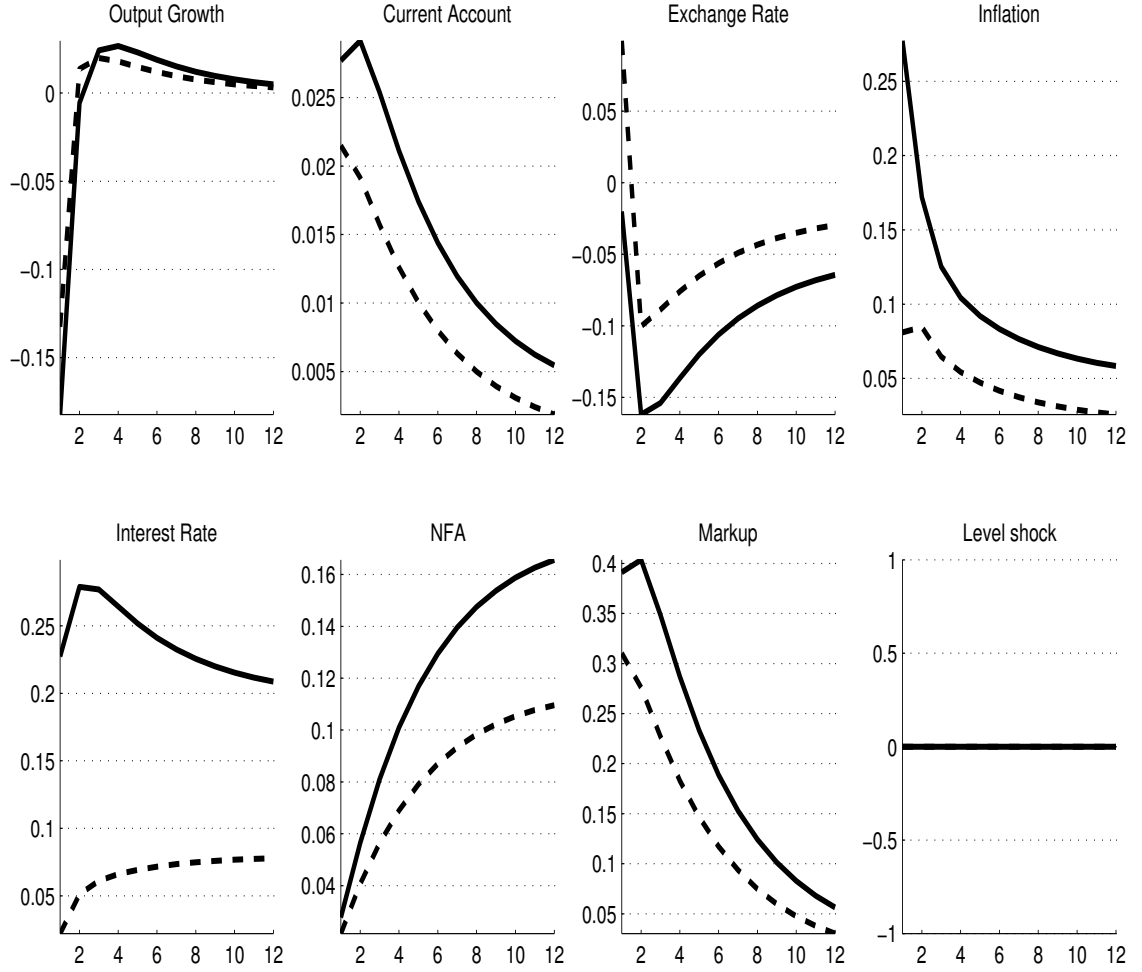 Output Growth
0
−0.05
−0.1
−0.15
2 4 6 8 10 12
Current Account
0.025
0.02
0.015
0.01
0.005
2 4 6 8 10 12
Exchange Rate
0.05
0
−0.05
−0.1
−0.15
2 4 6 8 10 12
Inflation
0.25
0.2
0.15
0.1
0.05
2 4 6 8 10 12
Interest Rate
0.25
0.2
0.15
0.1
0.05
2 4 6 8 10 12
NFA
0.16
0.14
0.12
0.1
0.08
0.06
0.04
2 4 6 8 10 12
Markup
0.4
0.35
0.3
0.25
0.2
0.15
0.1
0.05
2 4 6 8 10 12
Level shock
1
0.5
0
−0.5
−1
2 4 6 8 10 12